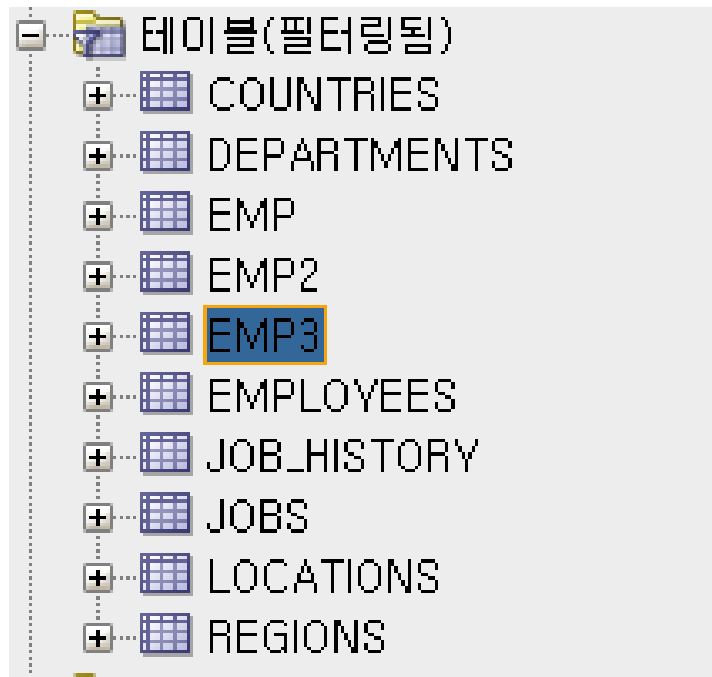 테이블(필터링됨)
COUNTRIES
DEPARTMENTS
EMP
EMP2
EMP3
EMPLOYEES
JOB_HISTORY
JOBS
LOCATIONS
REGIONS